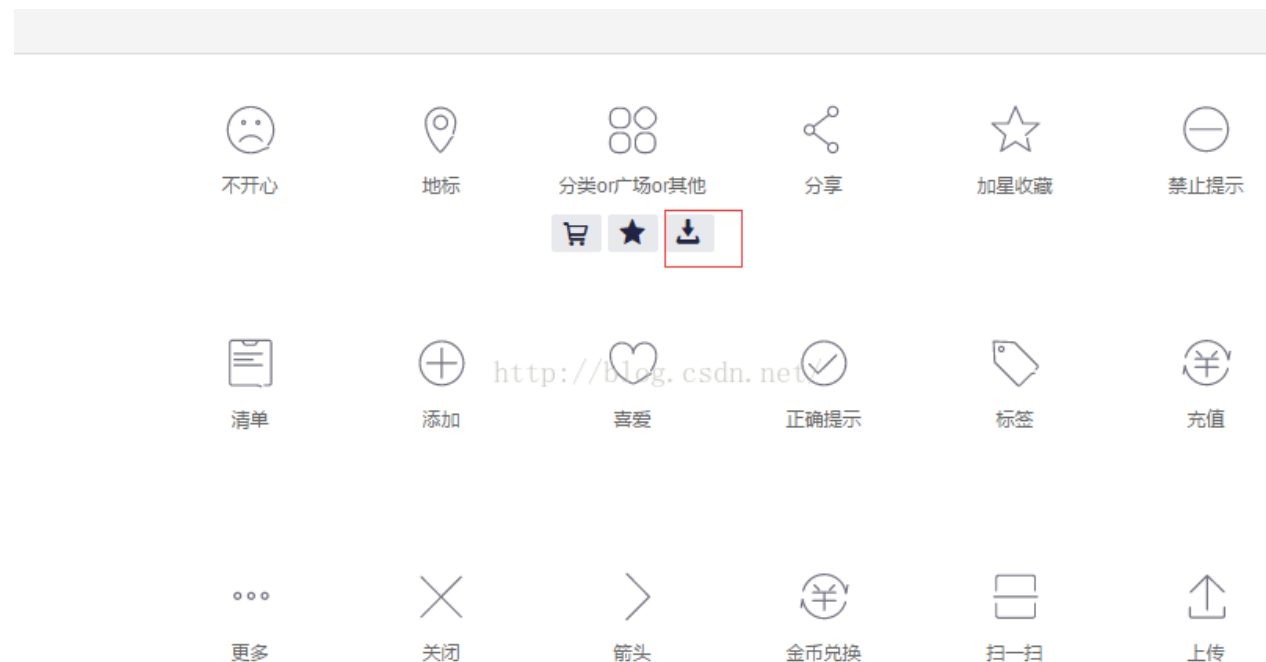 不开心 地标 分类or广场or其他 分享 加星收藏 禁止提示
http://blog.csdn.net/
清单 添加 喜爱 正确提示 标签 充值
更多 关闭 箭头 金币兑换 扫一扫 上传